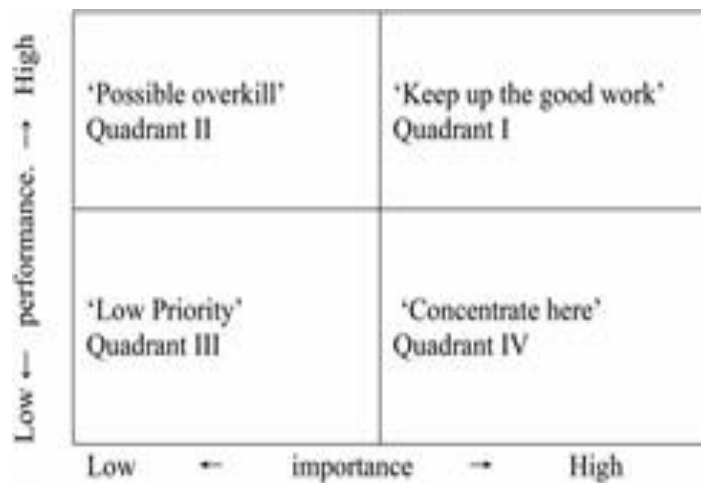 ‘Possible overkill’
Quadrant II
‘Keep up the good work’
Quadrant I
‘Low Priority’
Quadrant III
‘Concentrate here’
Quadrant IV
Low ← performance. → High
Low ← importance → High